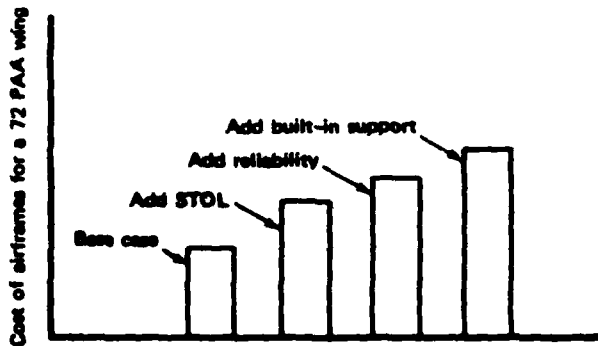 Cost of airframes for a 72 PAA wing
Add built-in support
Add reliability
Add STOL
Base case